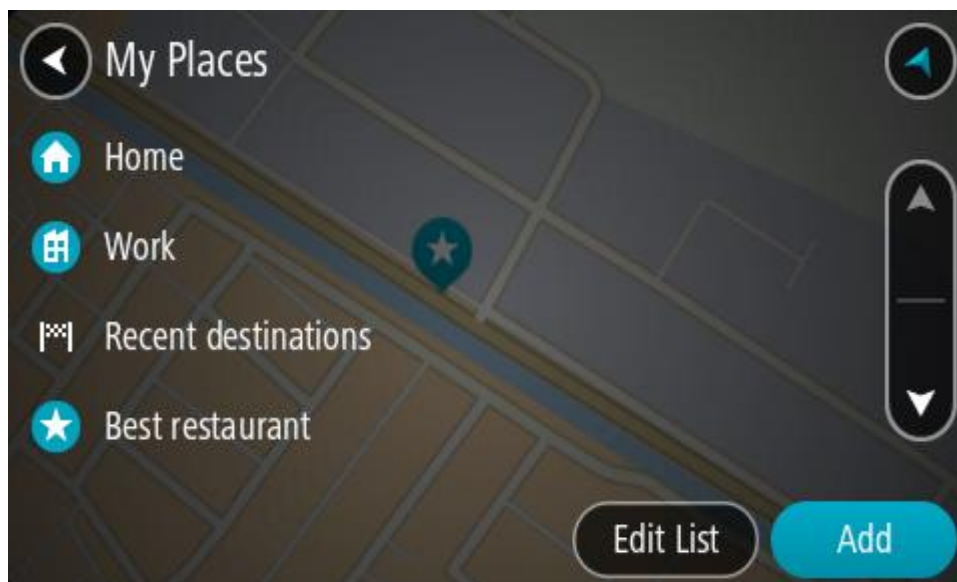 My Places
Home
Work
Recent destinations
Best restaurant
Edit List
Add